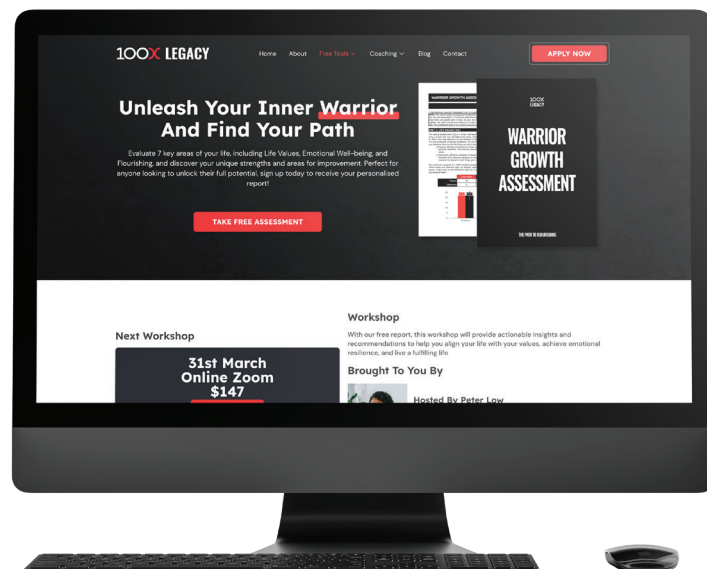 100X LEGACY
Home About Free Tools Coaching Blog Contact
APPLY NOW
Unleash Your Inner Warrior
And Find Your Path
Evaluate 7 key areas of your life, including Life Values, Emotional Well-being, and
Flourishing, and discover your unique strengths and areas for improvement. Perfect for
anyone looking to unlock their full potential, sign up today to receive your personalised
report!
TAKE FREE ASSESSMENT
WARRIOR GROWTH
100X
LEGACY
WARRIOR
GROWTH
ASSESSMENT
THE PATH TO FLOURISHING
Next Workshop
31st March
Online Zoom
$147
Workshop
With our free report, this workshop will provide actionable insights and
recommendations to help you align your life with your values, achieve emotional
resilience, and live a fulfilling life
Brought To You By
Hosted By Peter Low